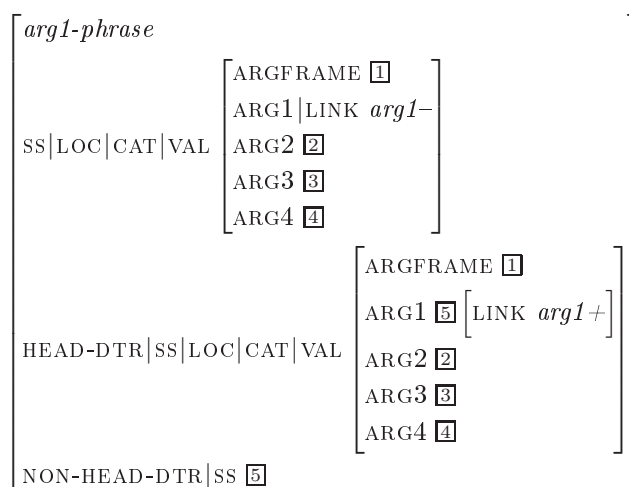 arg1-phrase
ARGFRAME 1
ARG1|LINK arg1–
SS|LOC|CAT|VAL ARG2 2
ARG3 3
ARG4 4
ARGFRAME 1
ARG1 5 [LINK arg1+]
HEAD-DTR|SS|LOC|CAT|VAL ARG2 2
ARG3 3
ARG4 4
NON-HEAD-DTR|SS 5